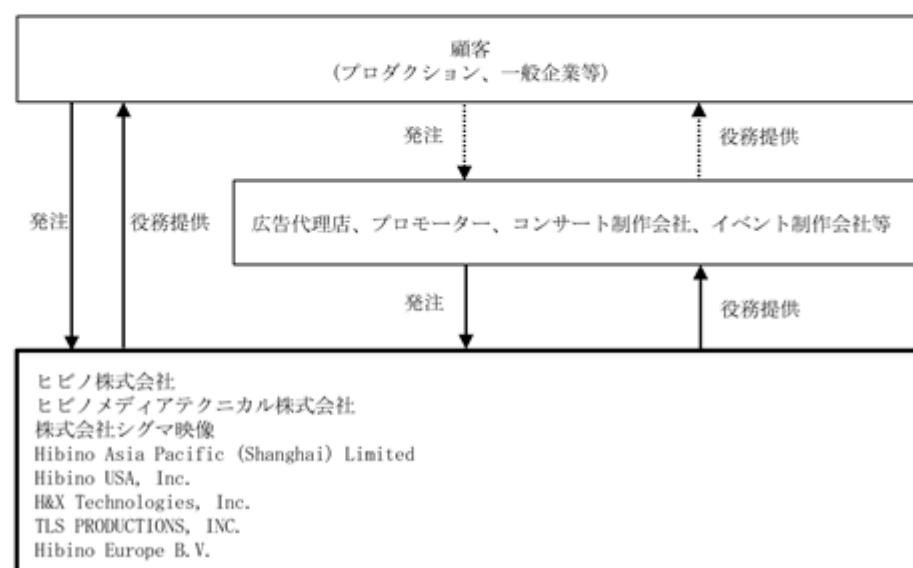 顧客
(プロダクション、一般企業等)
発注
役務提供
発注
役務提供
広告代理店、プロモーター、コンサート制作会社、イベント制作会社等
発注
役務提供
ヒビノ株式会社
ヒビノメディアテクニカル株式会社
株式会社シグマ映像
Hibino Asia Pacific (Shanghai) Limited
Hibino USA, Inc.
H&X Technologies, Inc.
TLS PRODUCTIONS, INC.
Hibino Europe B.V.